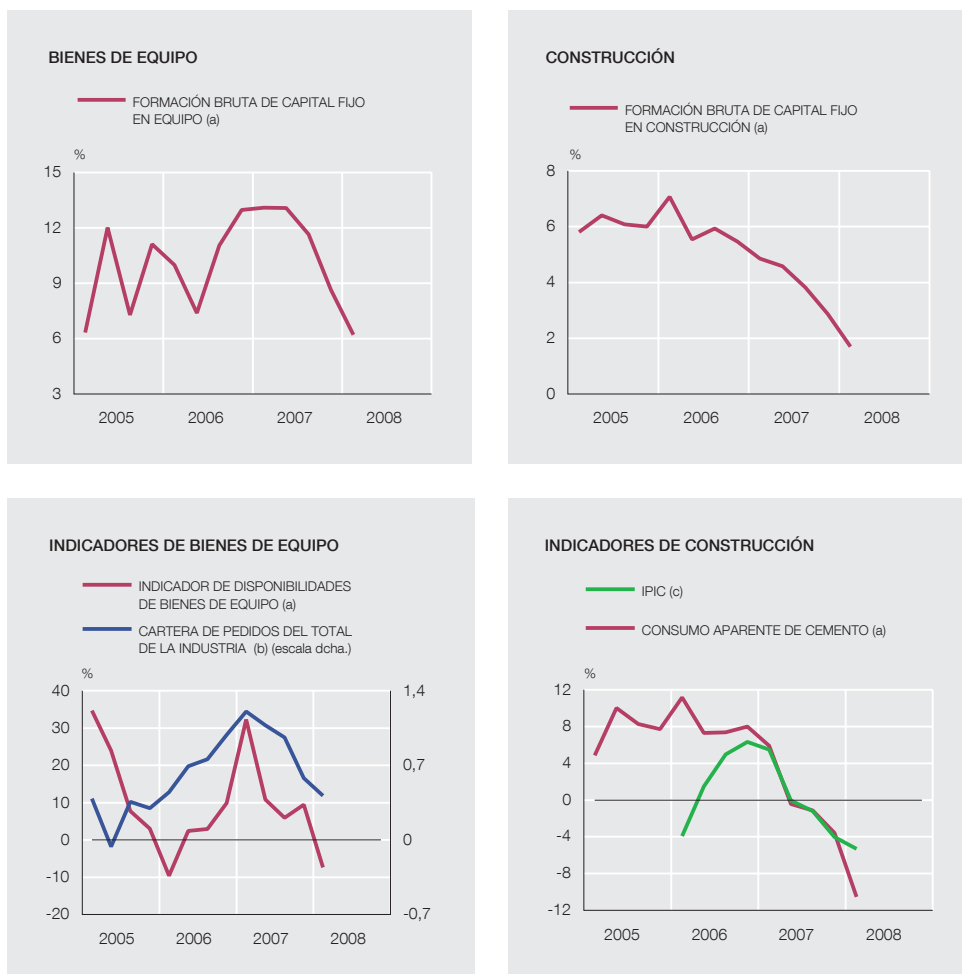 BIENES DE EQUIPO
FORMACIÓN BRUTA DE CAPITAL FIJO
EN EQUIPO (a)
%
15
12
9
6
3
2005 2006 2007 2008
CONSTRUCCIÓN
FORMACIÓN BRUTA DE CAPITAL FIJO
EN CONSTRUCCIÓN (a)
%
8
6
4
2
0
2005 2006 2007 2008
INDICADORES DE BIENES DE EQUIPO
INDICADOR DE DISPONIBILIDADES
DE BIENES DE EQUIPO (a)
CARTERA DE PEDIDOS DEL TOTAL
DE LA INDUSTRIA (b) (escala dcha.)
%
40 1,4
30
20 0,7
10
0 0
-10
-20 -0,7
2005 2006 2007 2008
INDICADORES DE CONSTRUCCIÓN
IPIC (c)
CONSUMO APARENTE DE CEMENTO (a)
%
12
8
4
0
-4
-8
-12
2005 2006 2007 2008